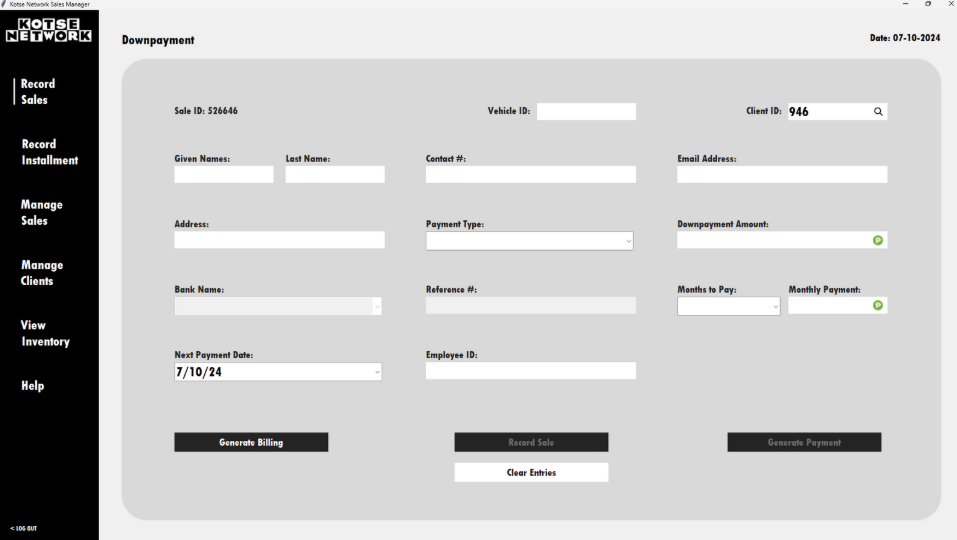 Kotse Network Sales Manager
KOTSE
NETWORK
Record
Sales
Record
Installment
Manage
Sales
Manage
Clients
View
Inventory
Help
< LOG OUT
Downpayment
Date: 07-10-2024
Sale ID: 526646
Vehicle ID:
Client ID: 946
Given Names:
Last Name:
Contact #:
Email Address:
Address:
Payment Type:
Downpayment Amount:
Bank Name:
Reference #:
Months to Pay:
Monthly Payment:
Next Payment Date:
7/10/24
Employee ID:
Generate Billing
Record Sale
Generate Payment
Clear Entries